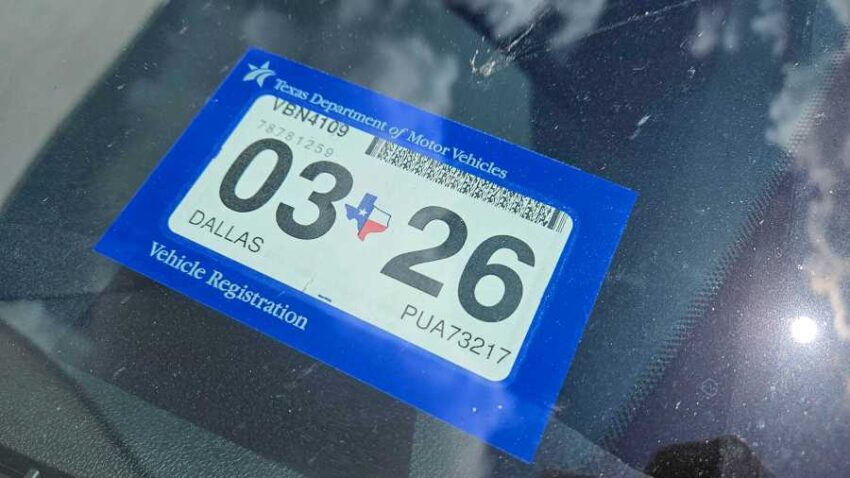 Texas Department of Motor Vehicles
VBN4109
78781259
03 26
DALLAS
PUA73217
Vehicle Registration